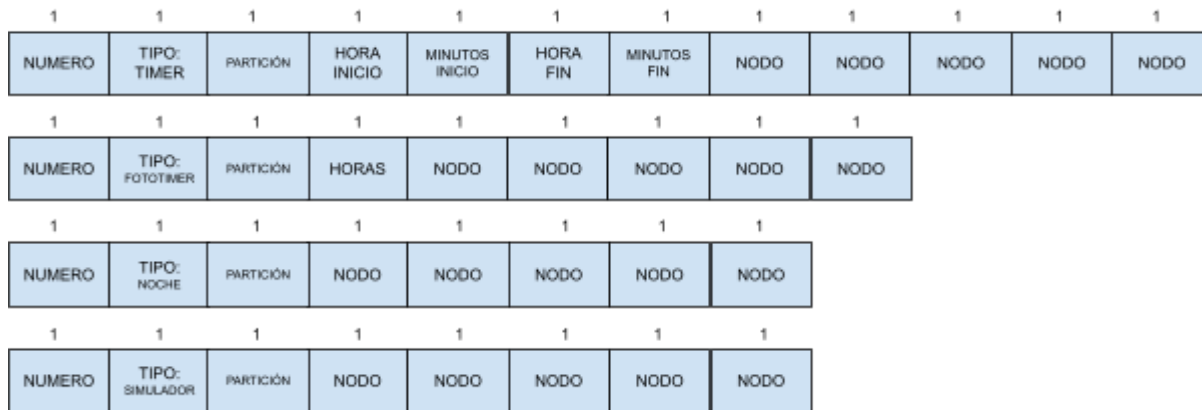 1 1 1 1 1 1 1 1 1 1 1 1
NUMERO TIPO: TIMER PARTICIÓN HORA INICIO MINUTOS INICIO HORA FIN MINUTOS FIN NODO NODO NODO NODO NODO
1 1 1 1 1 1 1 1 1
NUMERO TIPO: FOTOTIMER PARTICIÓN HORAS NODO NODO NODO NODO NODO
1 1 1 1 1 1 1 1
NUMERO TIPO: NOCHE PARTICIÓN NODO NODO NODO NODO NODO
1 1 1 1 1 1 1 1
NUMERO TIPO: SIMULADOR PARTICIÓN NODO NODO NODO NODO NODO